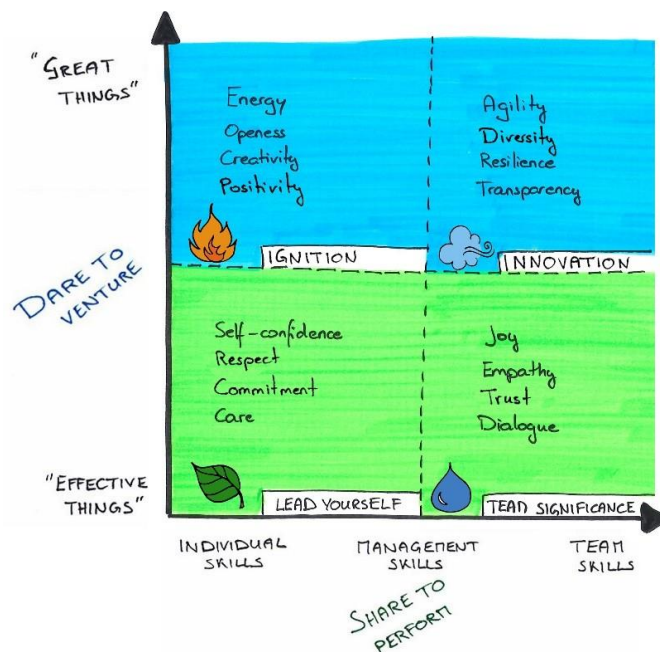 "GREAT
THINGS"
Energy
Openess
Creativity
Positivity
Agility
Diversity
Resilience
Transparency
IGNITION
INNOVATION
DARE TO
VENTURE
Self-confidence
Respect
Commitment
Care
Joy
Empathy
Trust
Dialogue
"EFFECTIVE
THINGS"
LEAD YOURSELF
TEAM SIGNIFICANCE
INDIVIDUAL
SKILLS
MANAGEMENT
SKILLS
TEAM
SKILLS
SHARE TO
PERFORM